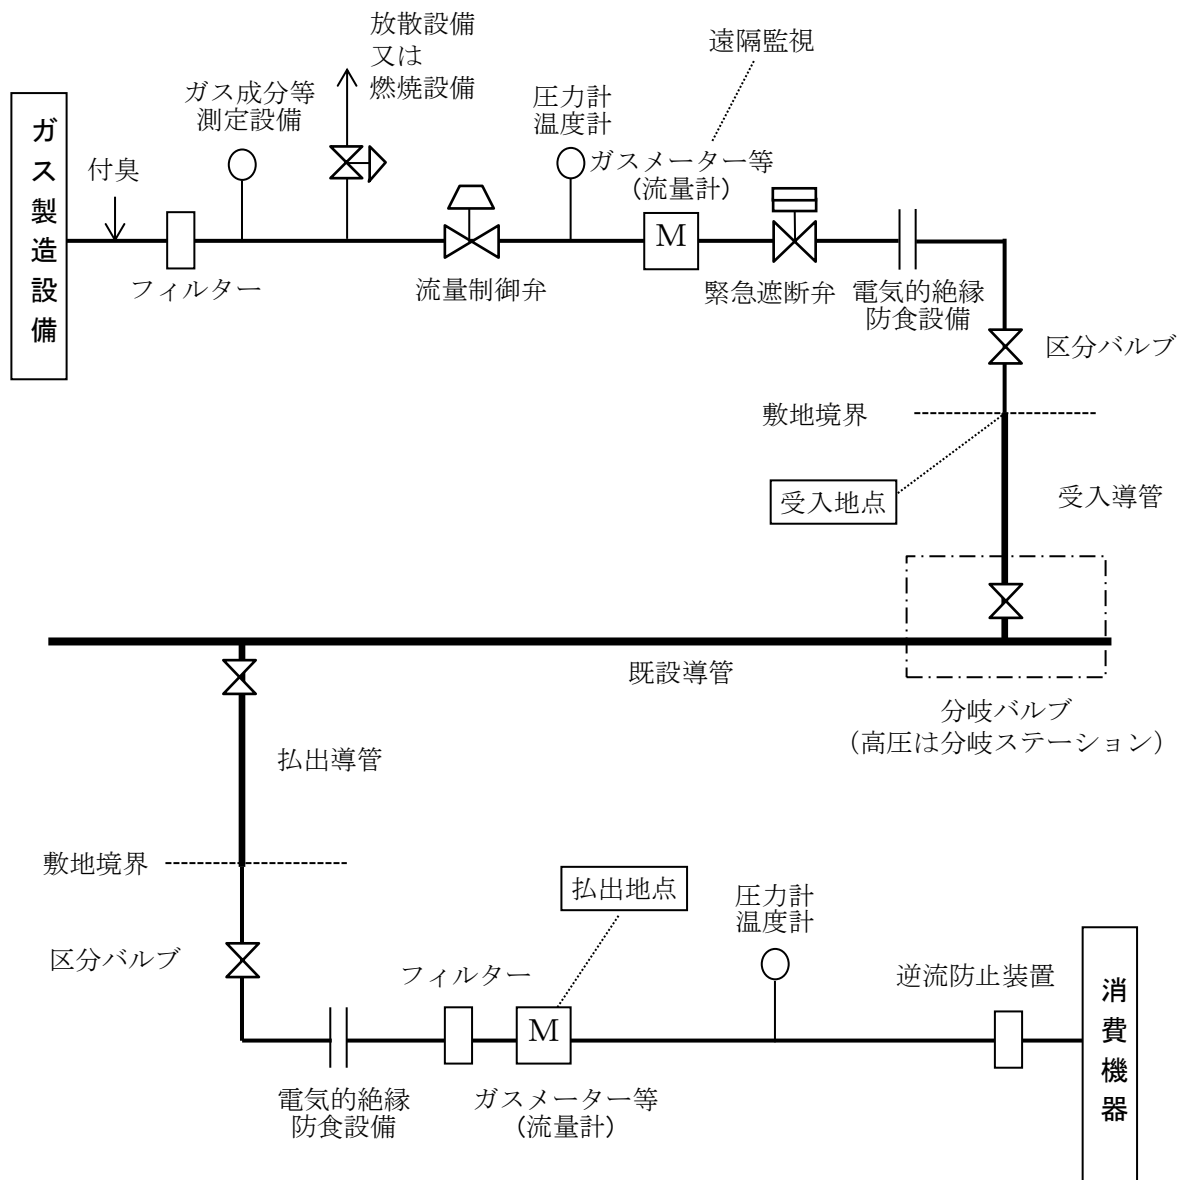 放散設備
又は
燃焼設備
遠隔監視
ガス成分等
測定設備
圧力計
温度計
ガス製造設備
付臭
ガスメーター等
(流量計)
M
フィルター
流量制御弁
緊急遮断弁
電気的絶縁
防食設備
区分バルブ
敷地境界
受入地点
受入導管
既設導管
分岐バルブ
（高圧は分岐ステーション）
払出導管
敷地境界
払出地点
圧力計
温度計
区分バルブ
フィルター
逆流防止装置
消費機器
M
電気的絶縁
防食設備
ガスメーター等
(流量計)